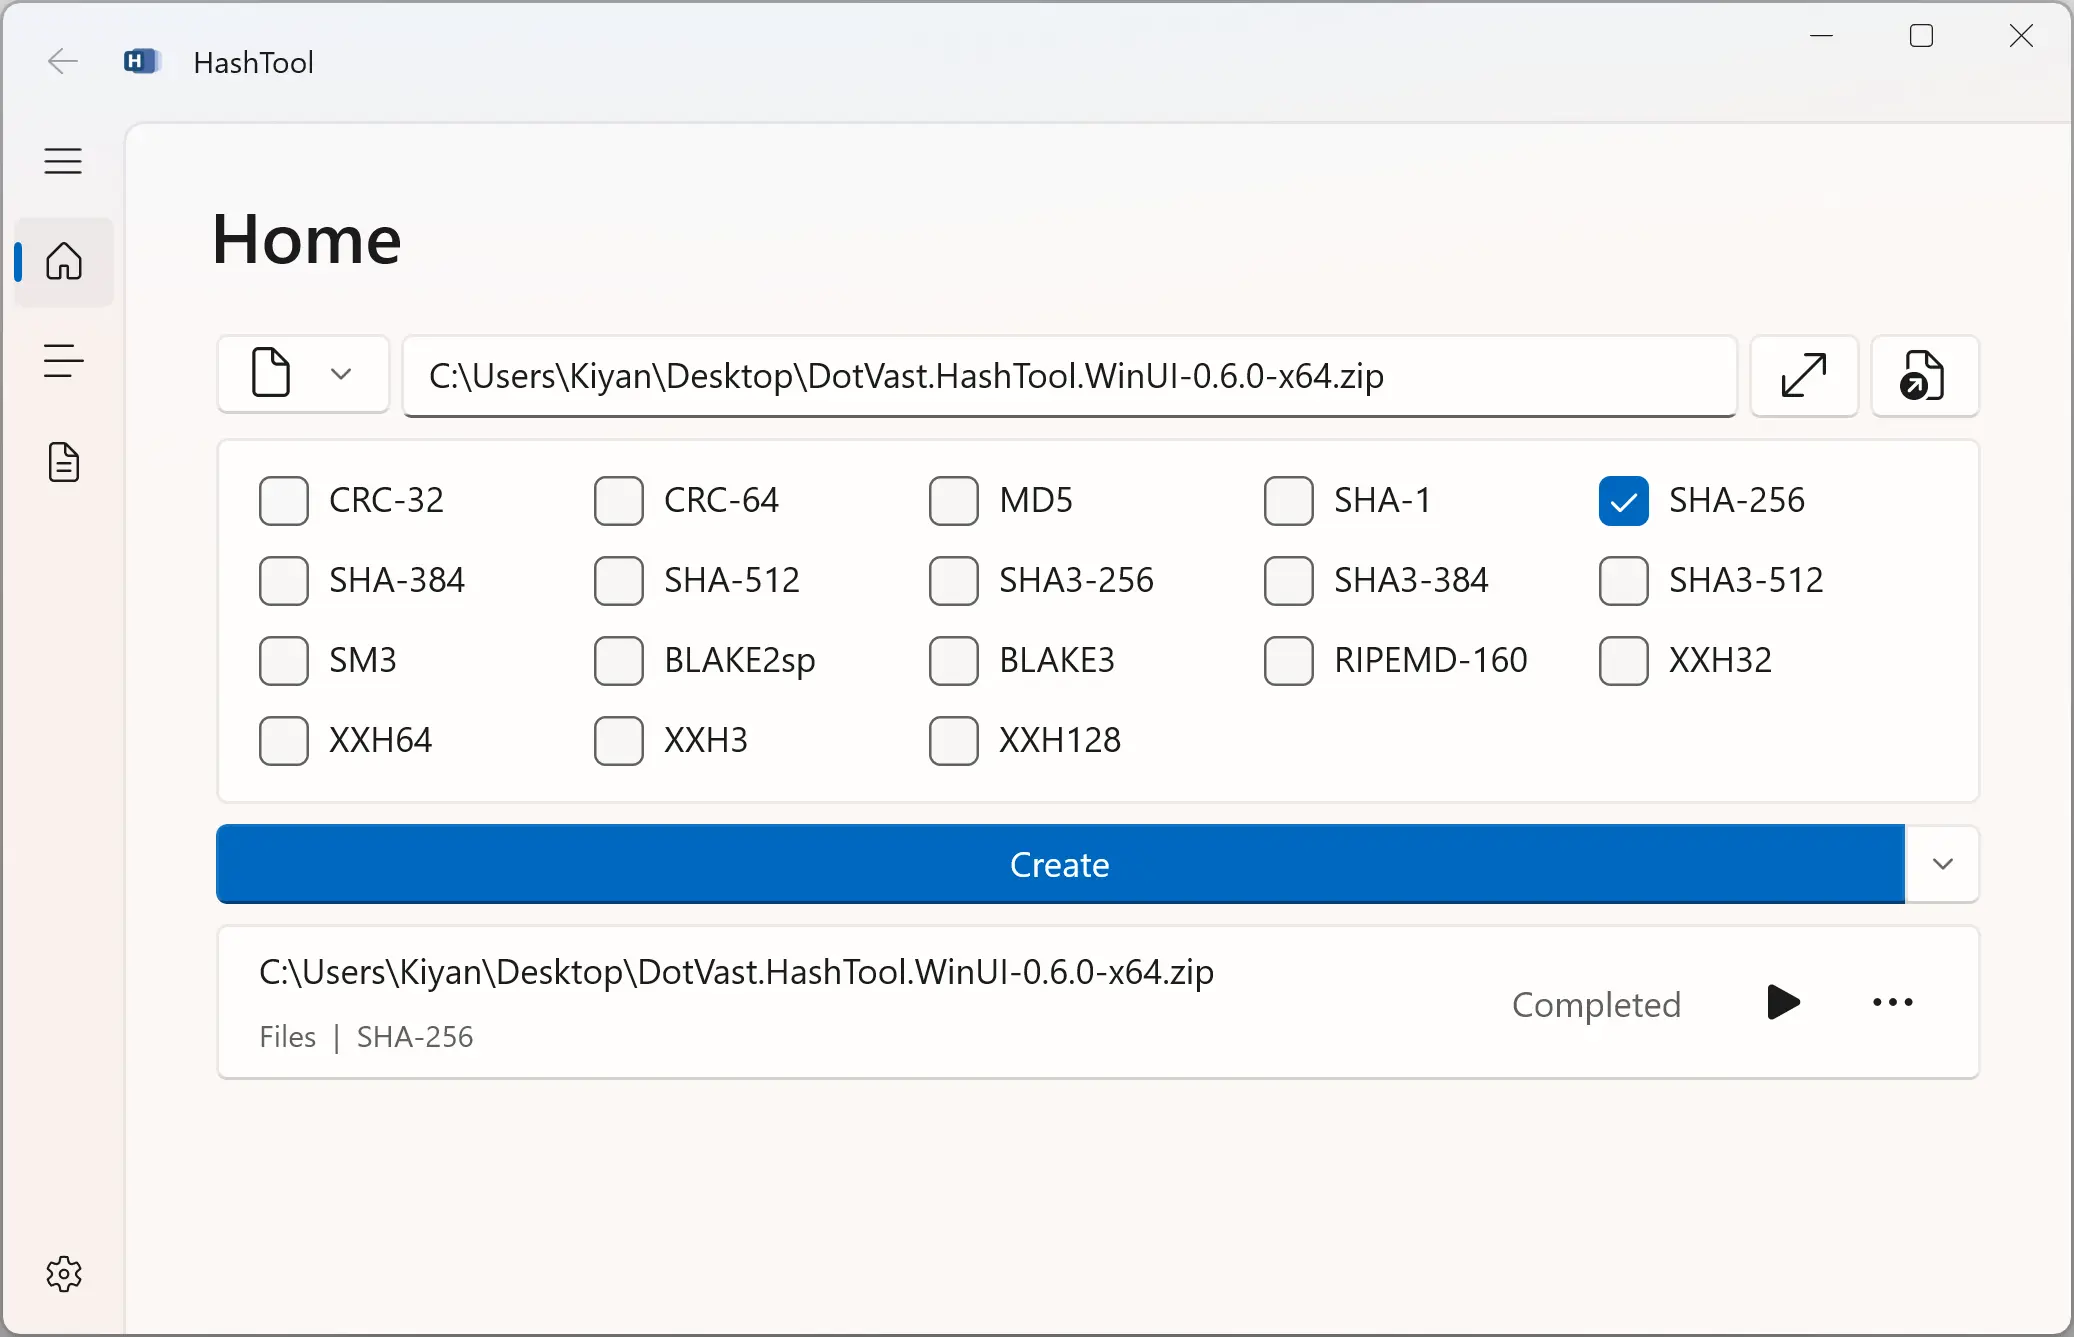 H HashTool
Home
C:\Users\Kiyan\Desktop\DotVast.HashTool.WinUI-0.6.0-x64.zip
CRC-32 CRC-64 MD5 SHA-1 SHA-256
SHA-384 SHA-512 SHA3-256 SHA3-384 SHA3-512
SM3 BLAKE2sp BLAKE3 RIPEMD-160 XXH32
XXH64 XXH3 XXH128
Create
C:\Users\Kiyan\Desktop\DotVast.HashTool.WinUI-0.6.0-x64.zip
Completed
Files | SHA-256